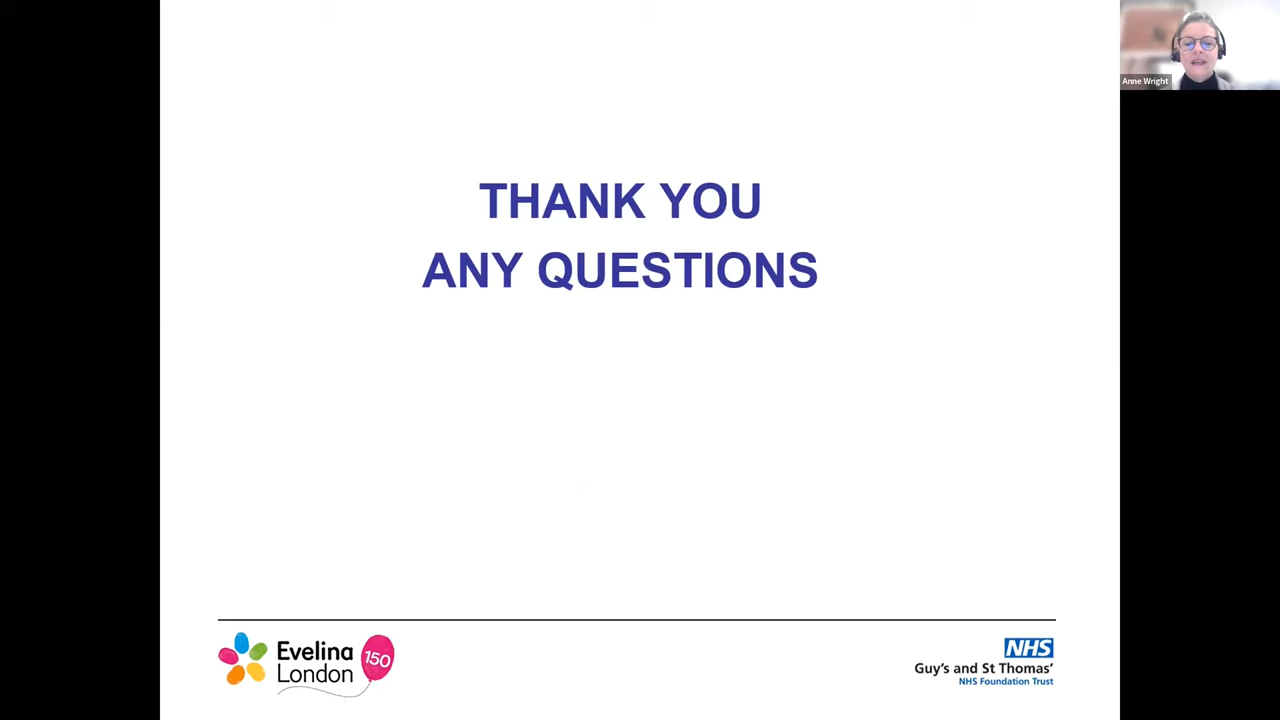 Anne Wright
THANK YOU
ANY QUESTIONS
Evelina
London
150
NHS
Guy's and St Thomas'
NHS Foundation Trust